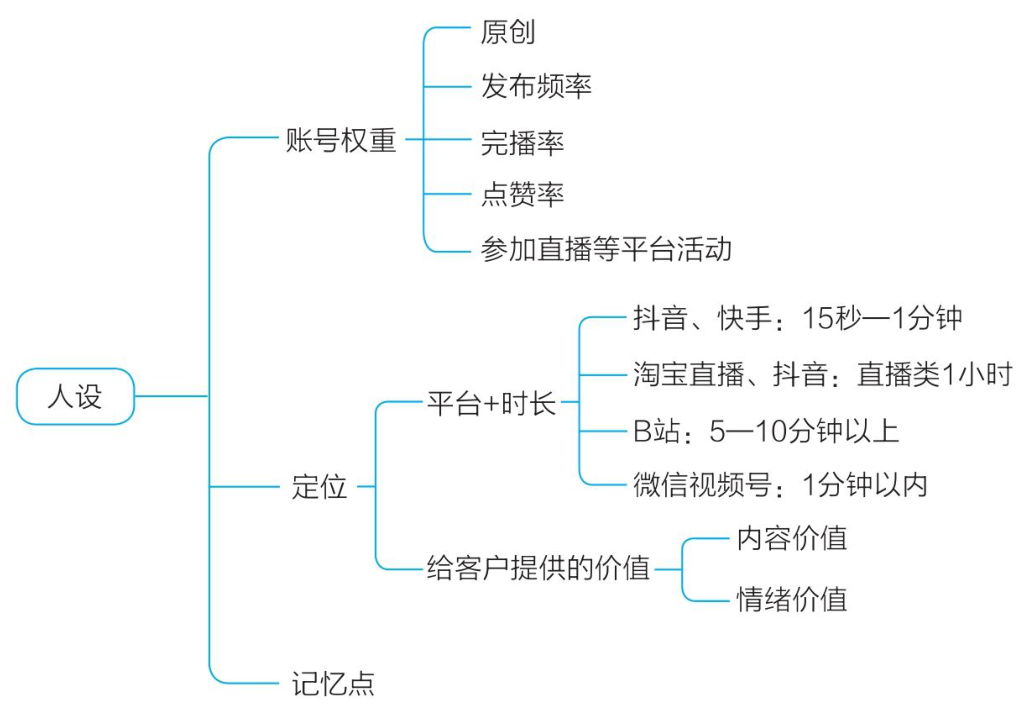 人设
账号权重
原创
发布频率
完播率
点赞率
参加直播等平台活动
定位
平台+时长
抖音、快手：15秒—1分钟
淘宝直播、抖音：直播类1小时
B站：5—10分钟以上
微信视频号：1分钟以内
给客户提供的价值
内容价值
情绪价值
记忆点